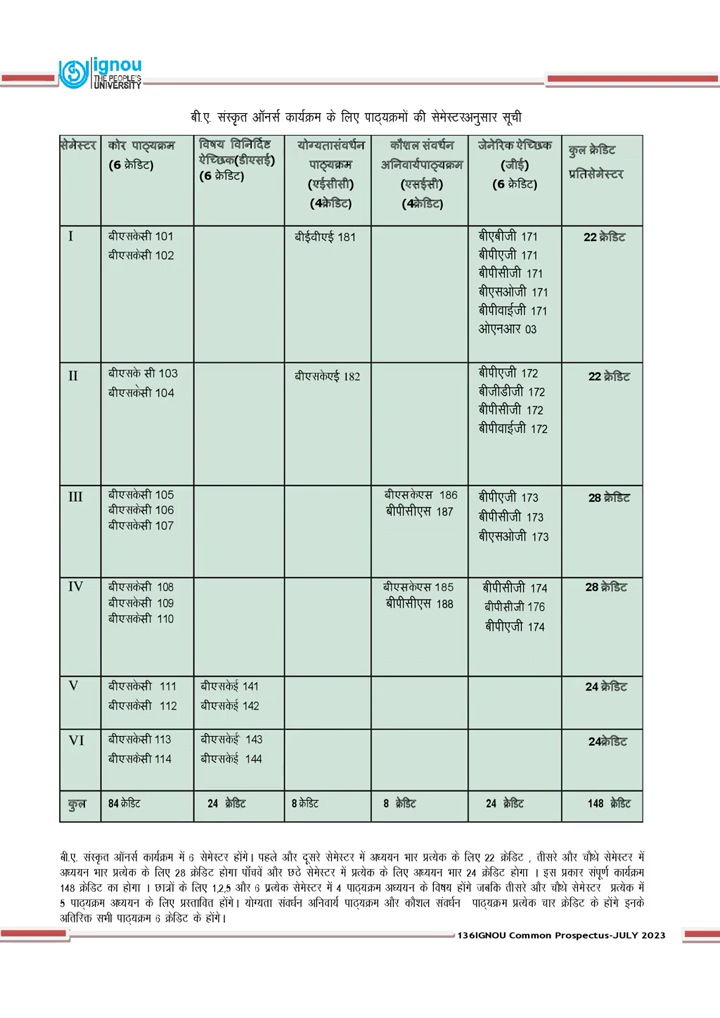 ignou
THE PEOPLE'S
UNIVERSITY
बी.ए. संस्कृत ऑनर्स कार्यक्रम के लिए पाठ्यक्रमों की सेमेस्टरअनुसार सूची
सेमेस्टर कोर पाठ्यक्रम (6 क्रेडिट) विषय विनिर्दिष्ट ऐच्छिक(डीएसई) (6 क्रेडिट) योग्यतासंवर्धन पाठ्यक्रम (एईसीसी) (4क्रेडिट) कौशल संवर्धन अनिवार्यपाठ्यक्रम (एसईसी) (4क्रेडिट) जेनेरिक ऐच्छिक (जीई) (6 क्रेडिट) कुल क्रेडिट प्रतिसेमेस्टर
I बीएसकेसी 101 बीईवीएई 181 बीएबीजी 171 22 क्रेडिट
बीएसकेसी 102 बीपीएजी 171
बीपीसीजी 171
बीएसओजी 171
बीपीवाईजी 171
ओएनआर 03
II बीएसके सी 103 बीएसकेएई 182 बीपीएजी 172 22 क्रेडिट
बीएसकेसी 104 बीजीडीजी 172
बीपीसीजी 172
बीपीवाईजी 172
III बीएसकेसी 105 बीएसकेएस 186 बीपीएजी 173 28 क्रेडिट
बीएसकेसी 106 बीपीसीएस 187 बीपीसीजी 173
बीएसकेसी 107 बीएसओजी 173
IV बीएसकेसी 108 बीएसकेएस 185 बीपीसीजी 174 28 क्रेडिट
बीएसकेसी 109 बीपीसीएस 188 बीपीसीजी 176
बीएसकेसी 110 बीपीएजी 174
V बीएसकेसी 111 बीएसकेई 141 24 क्रेडिट
बीएसकेसी 112 बीएसकेई 142
VI बीएसकेसी 113 बीएसकेई 143 24क्रेडिट
बीएसकेसी 114 बीएसकेई 144
कुल 84 क्रेडिट 24 क्रेडिट 8 क्रेडिट 8 क्रेडिट 24 क्रेडिट 148 क्रेडिट
बी.ए. संस्कृत ऑनर्स कार्यक्रम में 6 सेमेस्टर होंगे। पहले और दूसरे सेमेस्टर में अध्ययन भार प्रत्येक के लिए 22 क्रेडिट , तीसरे और चौथे सेमेस्टर में
अध्ययन भार प्रत्येक के लिए 28 क्रेडिट होगा पाँचवें और छठे सेमेस्टर में प्रत्येक के लिए अध्ययन भार 24 क्रेडिट होगा । इस प्रकार संपूर्ण कार्यक्रम
148 क्रेडिट का होगा । छात्रों के लिए 1,2,5 और 6 प्रत्येक सेमेस्टर में 4 पाठ्यक्रम अध्ययन के विषय होंगे जबकि तीसरे और चौथे सेमेस्टर प्रत्येक में
5 पाठ्यक्रम अध्ययन के लिए प्रस्तावित होंगे। योग्यता संवर्धन अनिवार्य पाठ्यक्रम और कौशल संवर्धन पाठ्यक्रम प्रत्येक चार क्रेडिट के होंगे इनके
अतिरिक्त सभी पाठ्यक्रम 6 क्रेडिट के होंगे।
136IGNOU Common Prospectus-JULY 2023